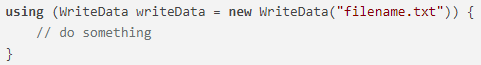 using (WriteData writeData = new WriteData("filename.txt")) {
    // do something
}